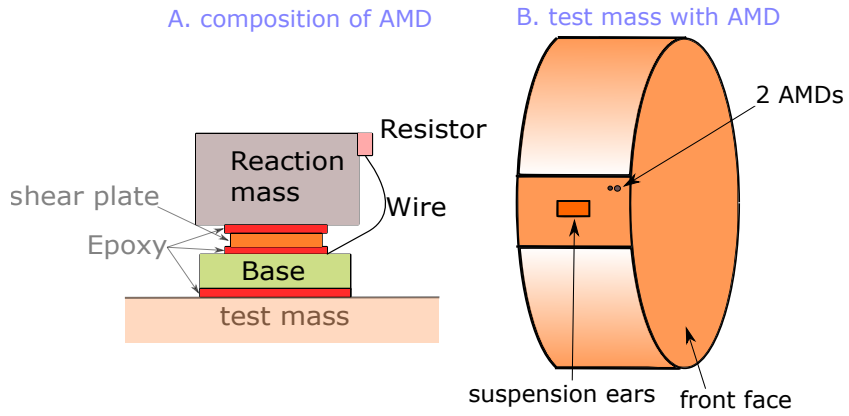 A. composition of AMD
Reaction
mass
Resistor
shear plate
Wire
Epoxy
Base
test mass
B. test mass with AMD
2 AMDs
suspension ears
front face